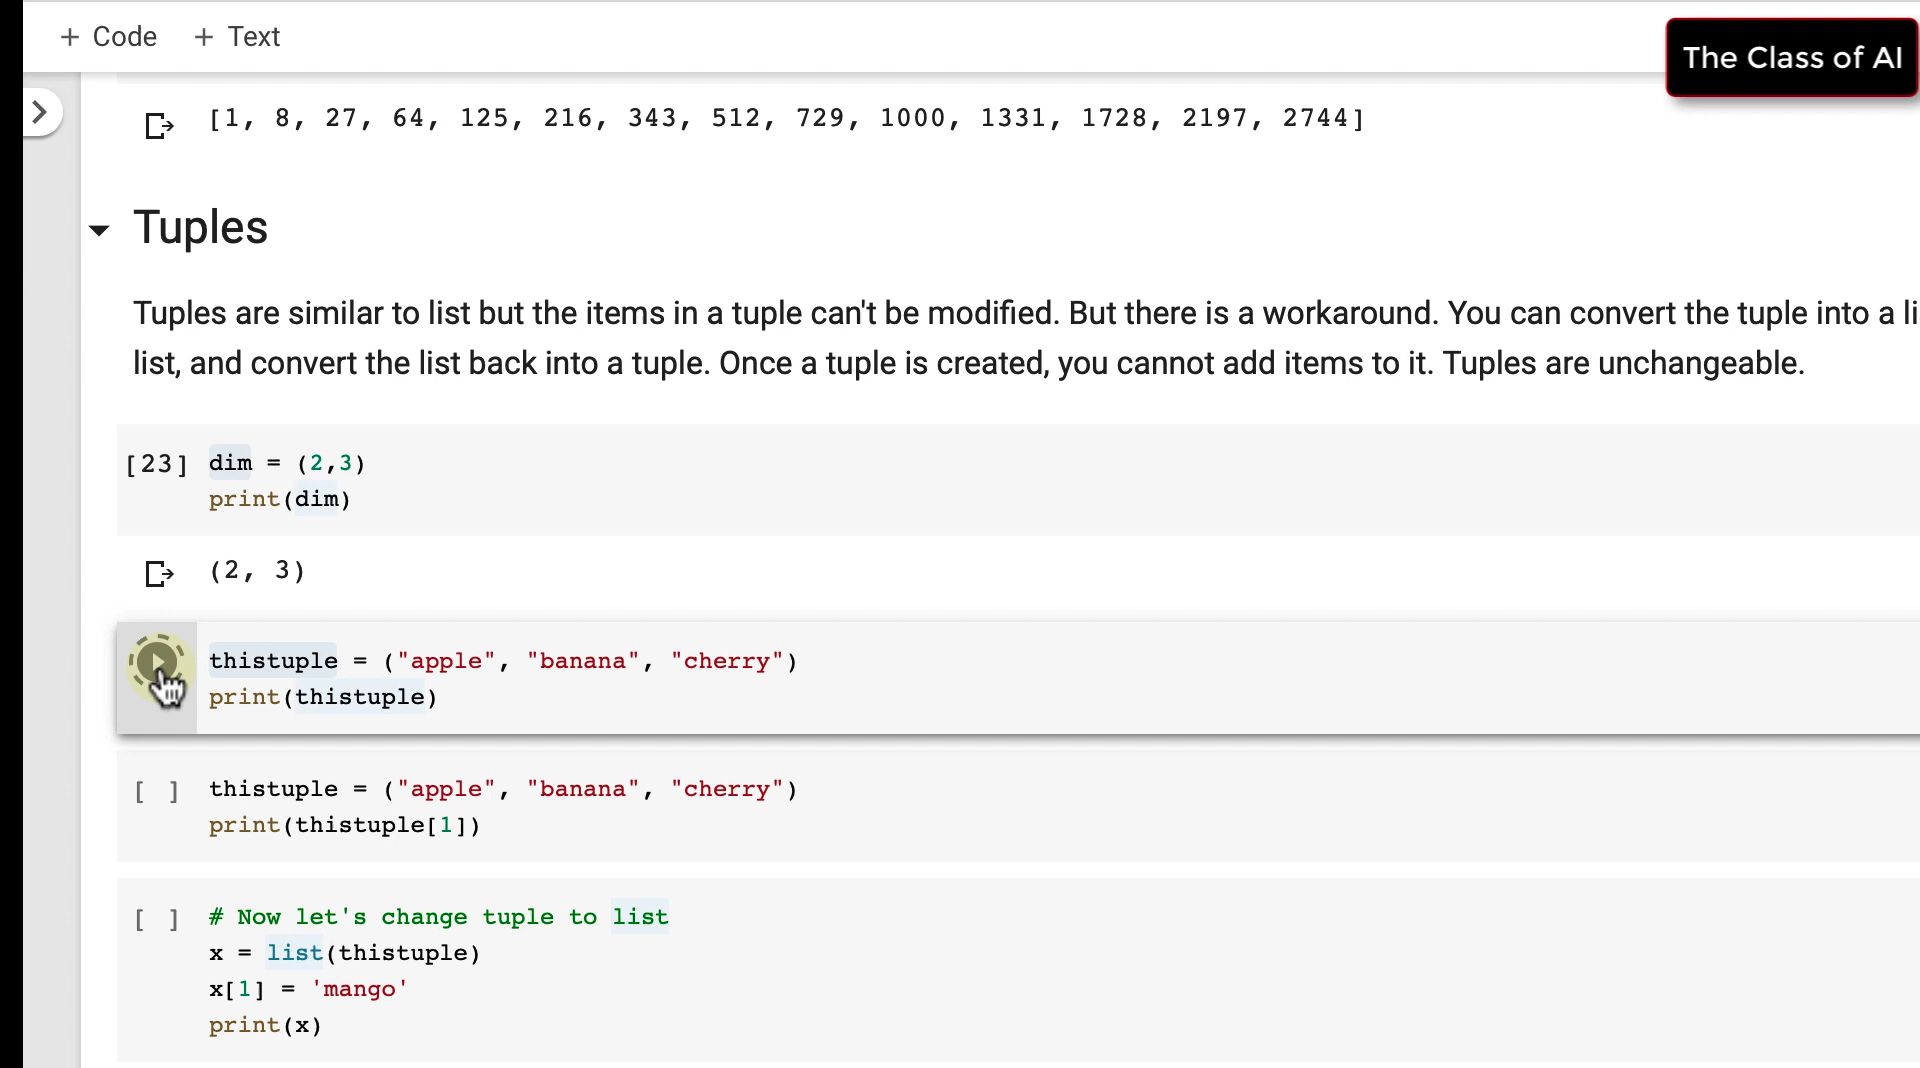 + Code + Text
The Class of AI
[1, 8, 27, 64, 125, 216, 343, 512, 729, 1000, 1331, 1728, 2197, 2744]
Tuples
Tuples are similar to list but the items in a tuple can't be modified. But there is a workaround. You can convert the tuple into a li
list, and convert the list back into a tuple. Once a tuple is created, you cannot add items to it. Tuples are unchangeable.
[23] dim = (2,3)
print(dim)
(2, 3)
thistuple = ("apple", "banana", "cherry")
print(thistuple)
[ ] thistuple = ("apple", "banana", "cherry")
print(thistuple[1])
[ ] # Now let's change tuple to list
x = list(thistuple)
x[1] = 'mango'
print(x)